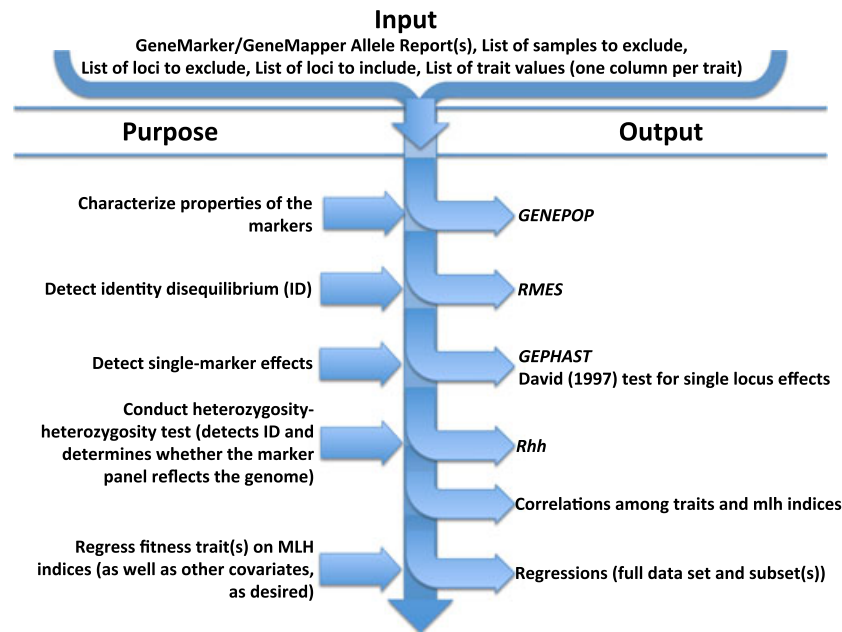 Input
GeneMarker/GeneMapper Allele Report(s), List of samples to exclude,
List of loci to exclude, List of loci to include, List of trait values (one column per trait)
Purpose
Output
Characterize properties of the
markers
GENEPOP
Detect identity disequilibrium (ID)
RMES
Detect single-marker effects
GEPHAST
David (1997) test for single locus effects
Conduct heterozygosity-
heterozygosity test (detects ID and
determines whether the marker
panel reflects the genome)
Rhh
Correlations among traits and mlh indices
Regress fitness trait(s) on MLH
indices (as well as other covariates,
as desired)
Regressions (full data set and subset(s))